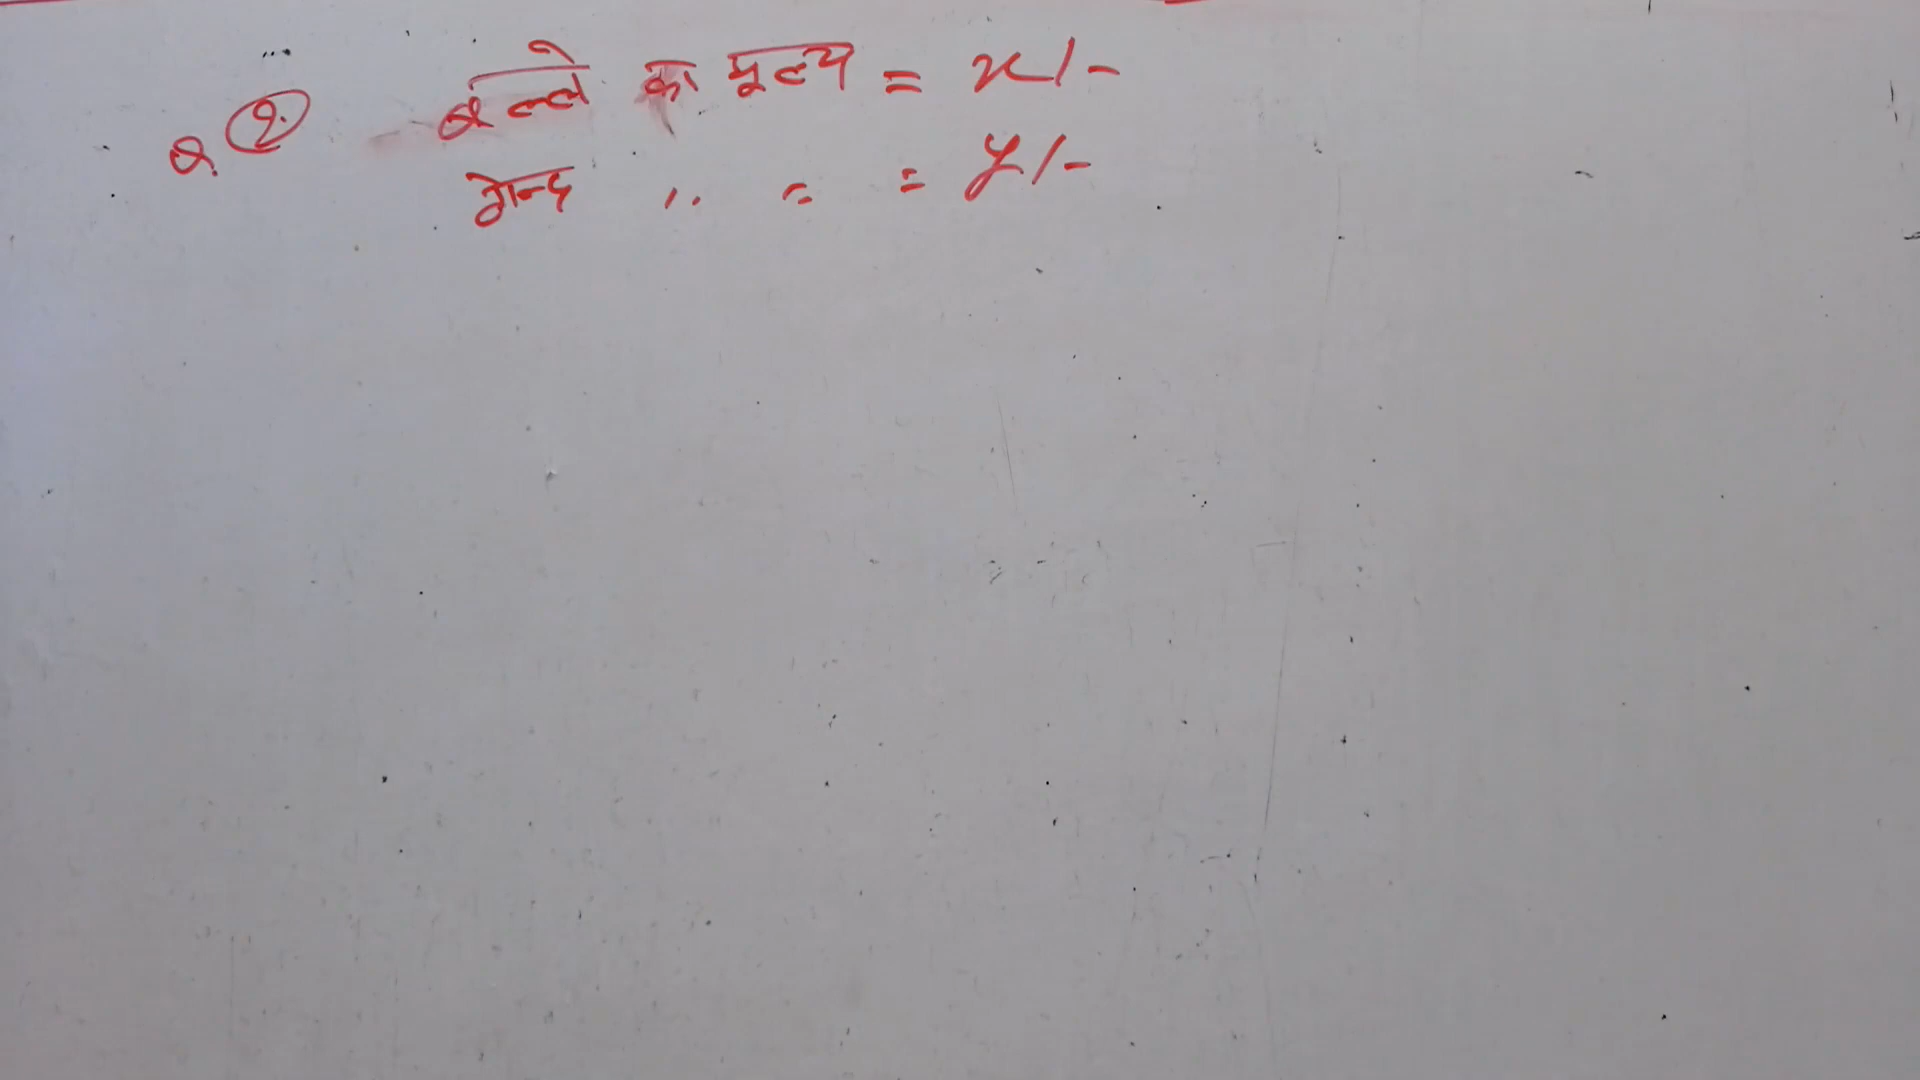 Q. (2.) बल्ले का मूल्य = x/-
गेन्द ,, ,, = y/-